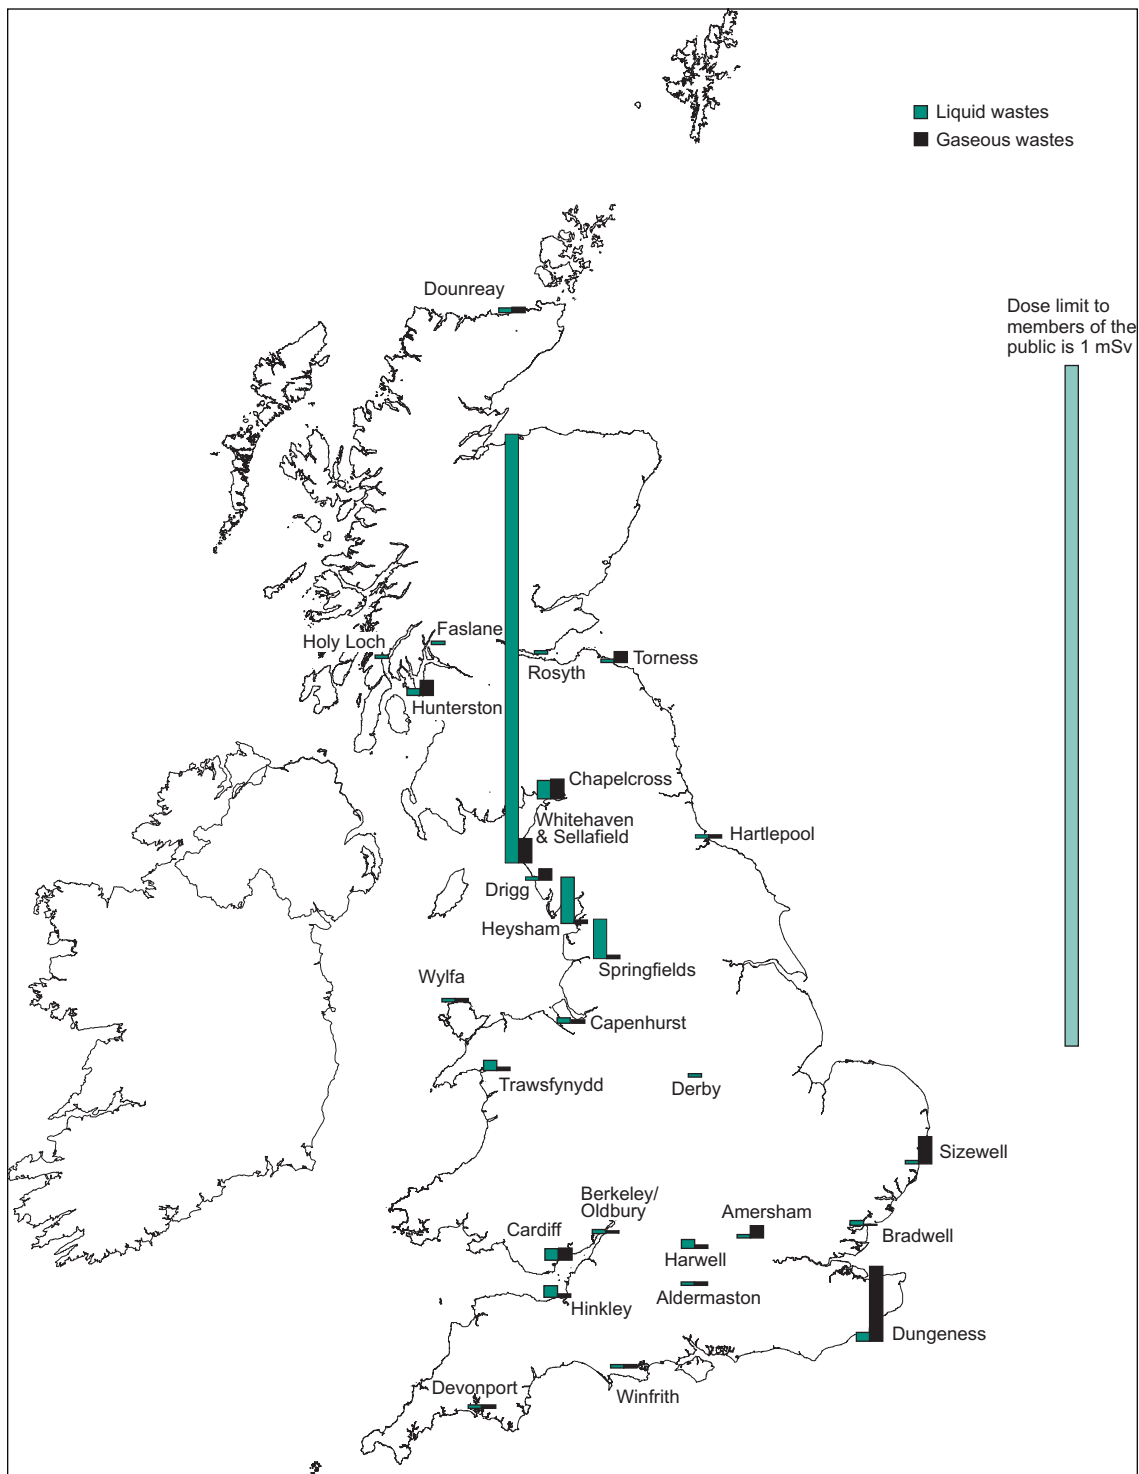 Liquid wastes
Gaseous wastes
Dounreay
Dose limit to
members of the
public is 1 mSv
Faslane
Holy Loch
Rosyth
Torness
Hunterston
Chapelcross
Whitehaven
& Sellafield
Hartlepool
Drigg
Heysham
Springfields
Wylfa
Capenhurst
Trawsfynydd
Derby
Sizewell
Berkeley/
Oldbury
Cardiff
Amersham
Bradwell
Harwell
Aldermaston
Hinkley
Dungeness
Devonport
Winfrith